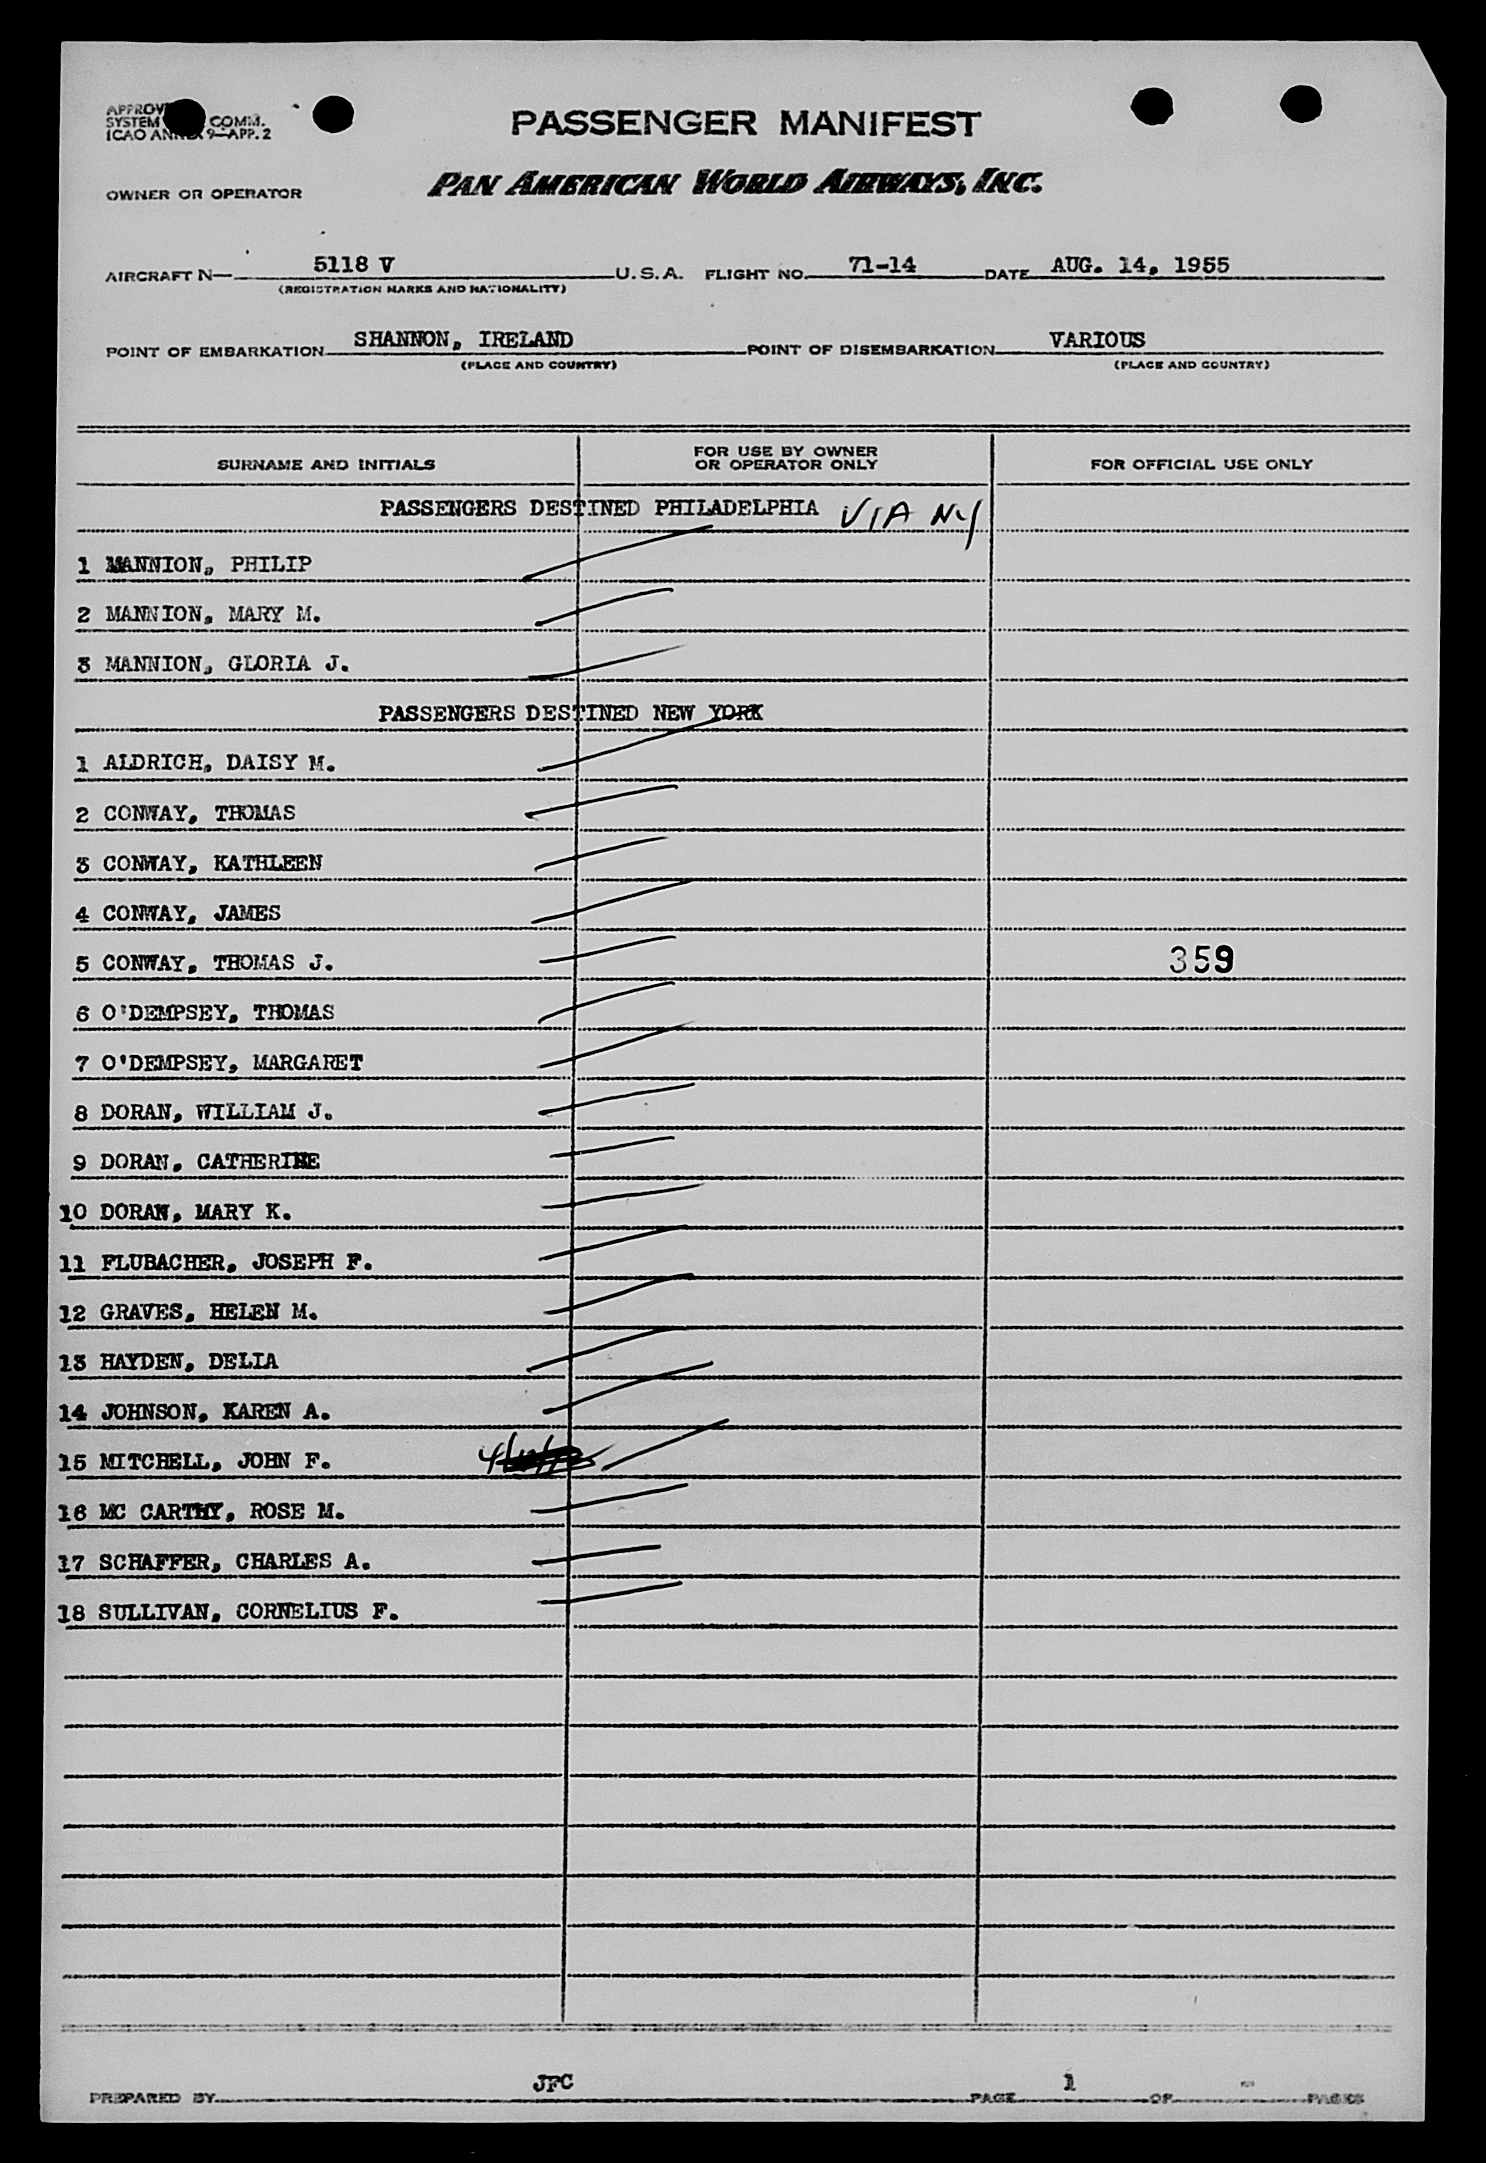 APPROV
SYSTEM COMM.
ICAO ANNEX 9-APP. 2
PASSENGER MANIFEST
OWNER OR OPERATOR PAN AMERICAN WORLD AIRWAYS, INC.
AIRCRAFT N— 5118 V U.S.A. FLIGHT NO. 71-14 DATE AUG. 14, 1955
(REGISTRATION MARKS AND NATIONALITY)
POINT OF EMBARKATION SHANNON, IRELAND POINT OF DISEMBARKATION VARIOUS
(PLACE AND COUNTRY) (PLACE AND COUNTRY)
SURNAME AND INITIALS FOR USE BY OWNER OR OPERATOR ONLY FOR OFFICIAL USE ONLY
PASSENGERS DESTINED PHILADELPHIA VIA NY
1 MANNION, PHILIP
2 MANNION, MARY M.
3 MANNION, GLORIA J.
PASSENGERS DESTINED NEW YORK
1 ALDRICH, DAISY M.
2 CONWAY, THOMAS
3 CONWAY, KATHLEEN
4 CONWAY, JAMES
5 CONWAY, THOMAS J. 359
6 O'DEMPSEY, THOMAS
7 O'DEMPSEY, MARGARET
8 DORAN, WILLIAM J.
9 DORAN, CATHERINE
10 DORAN, MARY K.
11 FLUBACHER, JOSEPH F.
12 GRAVES, HELEN M.
13 HAYDEN, DELIA
14 JOHNSON, KAREN A.
15 MITCHELL, JOHN F.
16 MC CARTHY, ROSE M.
17 SCHAFFER, CHARLES A.
18 SULLIVAN, CORNELIUS F.
PREPARED BY JFC PAGE 1 OF - PAGES